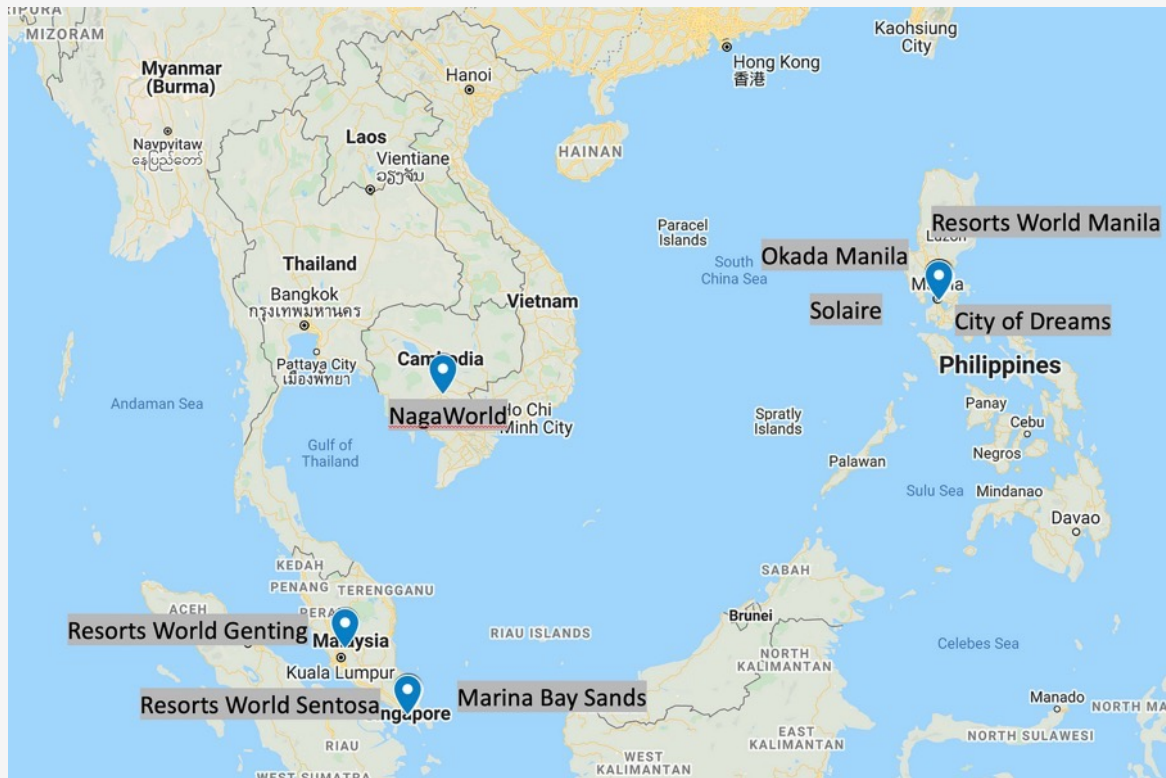 MIZORAM
Myanmar
(Burma)
Naypyitaw
နေပြည်တော်
Hanoi
Laos
Vientiane
ວຽງຈັນ
Kaohsiung
City
Hong Kong
香港
HAINAN
Thailand
Bangkok
กรุงเทพมหานคร
Pattaya City
เมืองพัทยา
Vietnam
Cambodia
NagaWorld
Ho Chi
Minh City
Andaman Sea
Gulf of
Thailand
Paracel
Islands
South
China Sea
Spratly
Islands
Resorts World Manila
Luzon
Okada Manila
Manila
Solaire
City of Dreams
Philippines
Panay
Cebu
Negros
Palawan
Sulu Sea
Mindanao
Davao
KEDAH
PENANG
TERENGGANU
ACEH
Resorts World Genting
Malaysia
Kuala Lumpur
RIAU ISLANDS
Resorts World Sentosa
Singapore
Marina Bay Sands
SABAH
Brunei
NORTH
KALIMANTAN
Celebes Sea
Manado
NORTH SULAWESI
EAST
KALIMANTAN
WEST
KALIMANTAN
RIAU
WEST SUMATRA